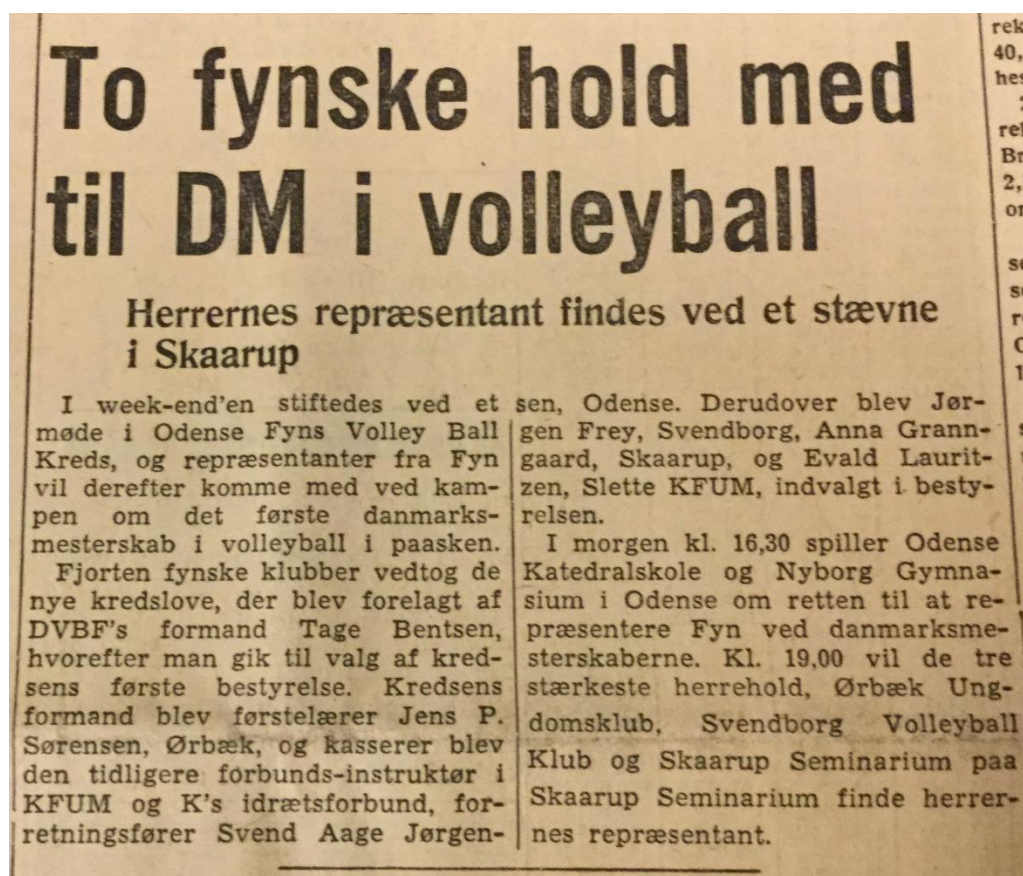 To fynske hold med
til DM i volleyball
Herrernes repræsentant findes ved et stævne
i Skaarup
I week-end'en stiftedes ved et
møde i Odense Fyns Volley Ball
Kreds, og repræsentanter fra Fyn
vil derefter komme med ved kam-
pen om det første danmarks-
mesterskab i volleyball i paasken.
Fjorten fynske klubber vedtog de
nye kredslove, der blev forelagt af
DVBF's formand Tage Bentsen,
hvorefter man gik til valg af kred-
sens første bestyrelse. Kredsens
formand blev førstelærer Jens P.
Sørensen, Ørbæk, og kasserer blev
den tidligere forbunds-instruktør i
KFUM og K's idrætsforbund, for-
retningsfører Svend Aage Jørgen-
sen, Odense. Derudover blev Jør-
gen Frey, Svendborg, Anna Grann-
gaard, Skaarup, og Evald Laurit-
zen, Slette KFUM, indvalgt i besty-
relsen.
I morgen kl. 16,30 spiller Odense
Katedralskole og Nyborg Gymna-
sium i Odense om retten til at re-
præsentere Fyn ved danmarksme-
sterskaberne. Kl. 19,00 vil de tre
stærkeste herrehold, Ørbæk Ung-
domsklub, Svendborg Volleyball
Klub og Skaarup Seminarium paa
Skaarup Seminarium finde herrer-
nes repræsentant.
rek
40,
hes
rel
Br
2,